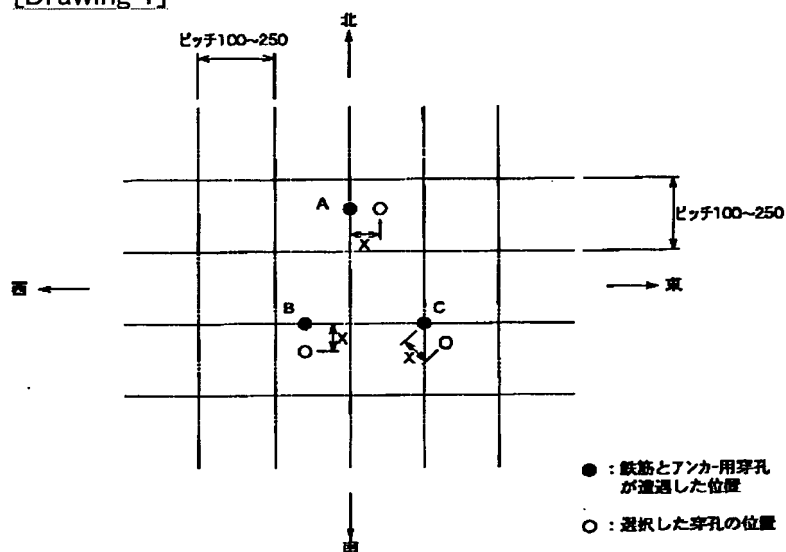 [Drawing 1]
北
ピッチ100~250
A
X
ピッチ100~250
西
東
B
C
X
X
● : 鉄筋とアンカー用穿孔
が遭遇した位置
○ : 選択した穿孔の位置
南